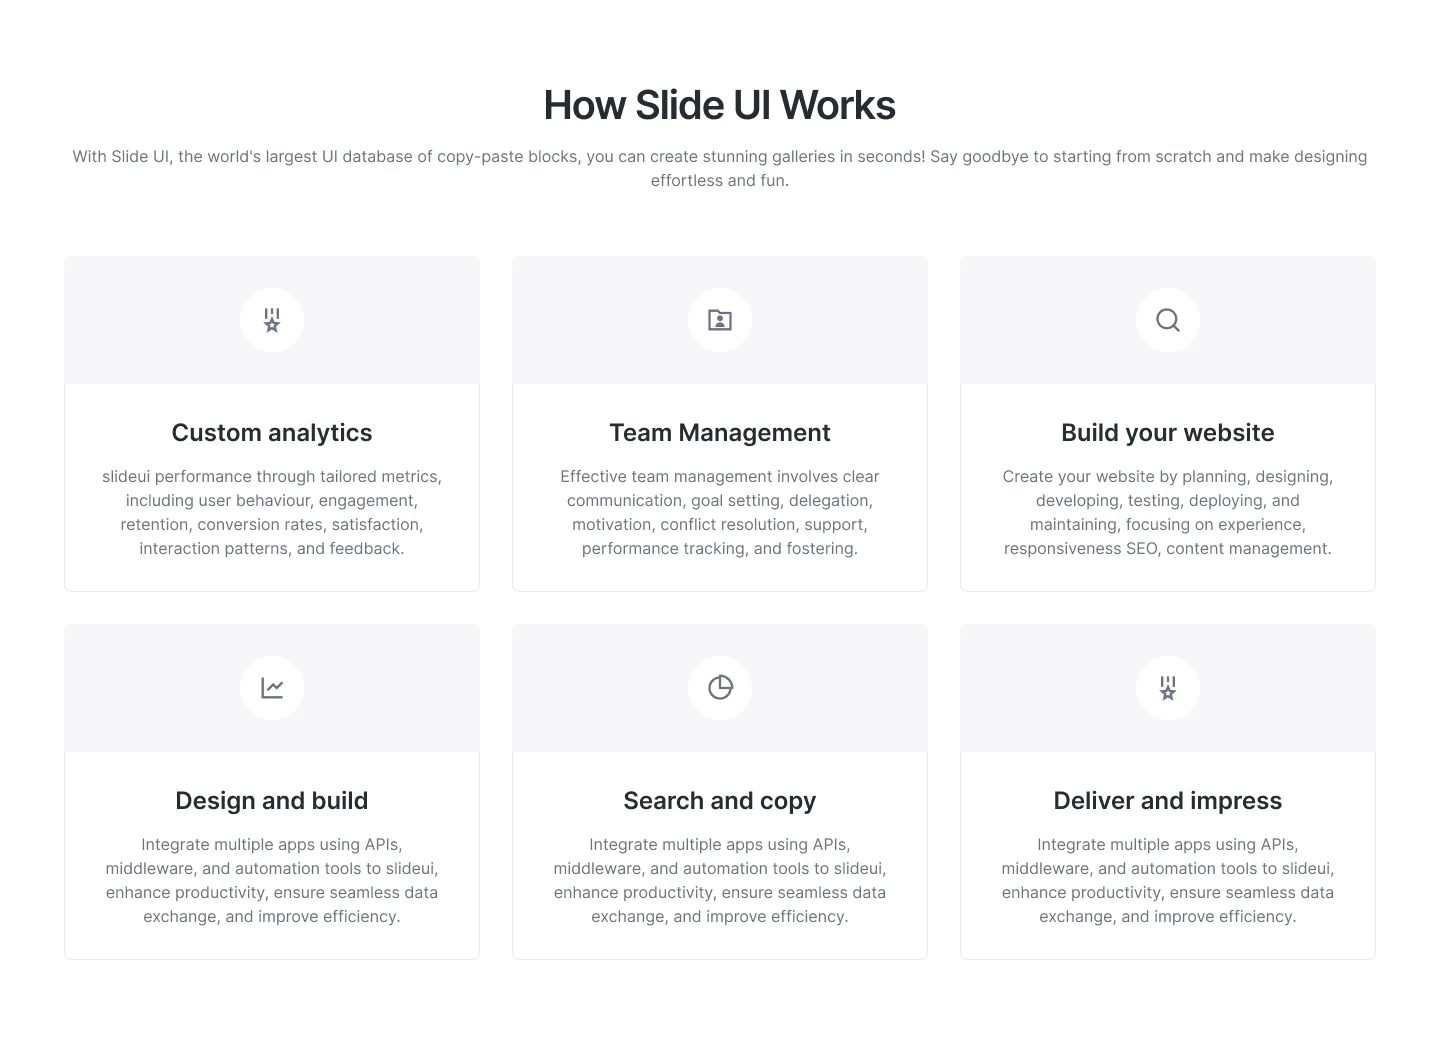 How Slide UI Works
With Slide UI, the world's largest UI database of copy-paste blocks, you can create stunning galleries in seconds! Say goodbye to starting from scratch and make designing
effortless and fun.
Custom analytics
slideui performance through tailored metrics,
including user behaviour, engagement,
retention, conversion rates, satisfaction,
interaction patterns, and feedback.
Team Management
Effective team management involves clear
communication, goal setting, delegation,
motivation, conflict resolution, support,
performance tracking, and fostering.
Build your website
Create your website by planning, designing,
developing, testing, deploying, and
maintaining, focusing on experience,
responsiveness SEO, content management.
Design and build
Integrate multiple apps using APIs,
middleware, and automation tools to slideui,
enhance productivity, ensure seamless data
exchange, and improve efficiency.
Search and copy
Integrate multiple apps using APIs,
middleware, and automation tools to slideui,
enhance productivity, ensure seamless data
exchange, and improve efficiency.
Deliver and impress
Integrate multiple apps using APIs,
middleware, and automation tools to slideui,
enhance productivity, ensure seamless data
exchange, and improve efficiency.